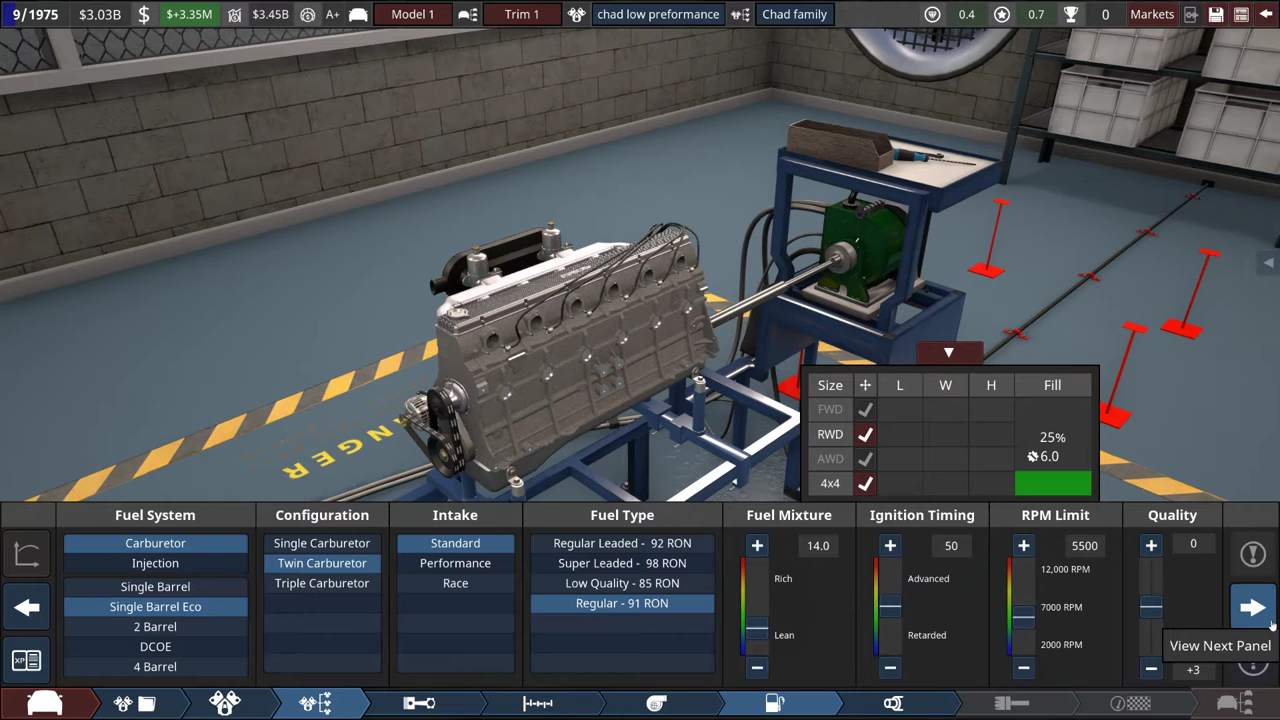 9/1975 $ $+3.35M $3.45B A+ Model 1 Trim 1 chad low preformance Chad family 0.4 0.7 0 Markets
$3.03B
DANGER
Size L W H Fill
FWD
RWD
AWD
4x4
25%
6.0
Fuel System
Carburetor
Injection
Single Barrel
Single Barrel Eco
2 Barrel
DCOE
4 Barrel
Configuration
Single Carburetor
Twin Carburetor
Triple Carburetor
Intake
Standard
Performance
Race
Fuel Type
Regular Leaded - 92 RON
Super Leaded - 98 RON
Low Quality - 85 RON
Regular - 91 RON
Fuel Mixture
14.0
Rich
Lean
Ignition Timing
50
Advanced
Retarded
RPM Limit
5500
12,000 RPM
7000 RPM
2000 RPM
Quality
0
+3
View Next Panel
XP